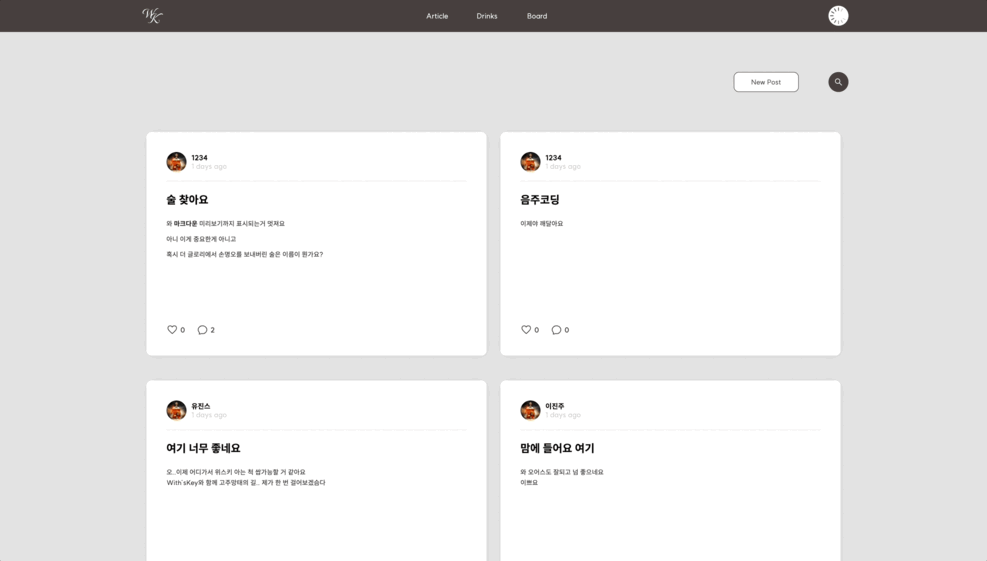 WK
Article Drinks Board
New Post
1234
1 days ago
술 찾아요
와 마크다운 미리보기까지 표시되는거 멋져요
아니 이게 중요한게 아니고
혹시 더 글로리에서 손명오를 보내버린 술은 이름이 뭔가요?
0 2
1234
1 days ago
음주코딩
이제야 깨달아요
0 0
유진스
1 days ago
여기 너무 좋네요
오..이제 어디가서 위스키 아는 척 쌉가능할 거 같아요
With'sKey와 함께 고주망태의 길.. 제가 한 번 걸어보겠습다
이진주
1 days ago
맘에 들어요 여기
와 오어스도 잘되고 넘 좋으네요
이쁘요